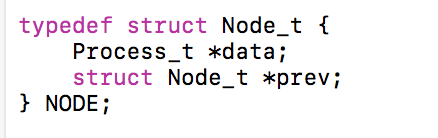 typedef struct Node_t {
    Process_t *data;
    struct Node_t *prev;
} NODE;